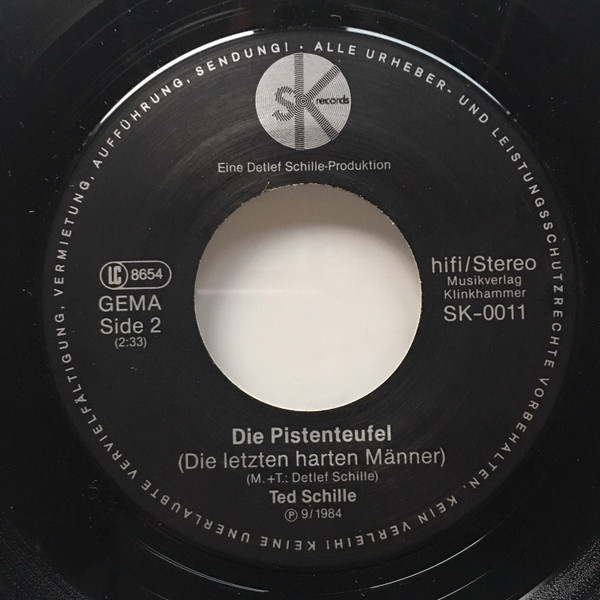 ALLE URHEBER- UND LEISTUNGSSCHUTZRECHTE VORBEHALTEN. KEIN VERLEIH! KEINE UNERLAUBTE VERVIELFÄLTIGUNG, VERMIETUNG, AUFFÜHRUNG, SENDUNG! ·
SK records
Eine Detlef Schille-Produktion
LC 8654
GEMA
Side 2
(2:33)
hifi/Stereo
Musikverlag
Klinkhammer
SK-0011
Die Pistenteufel
(Die letzten harten Männer)
(M.+T.: Detlef Schille)
Ted Schille
Ⓟ 9/1984